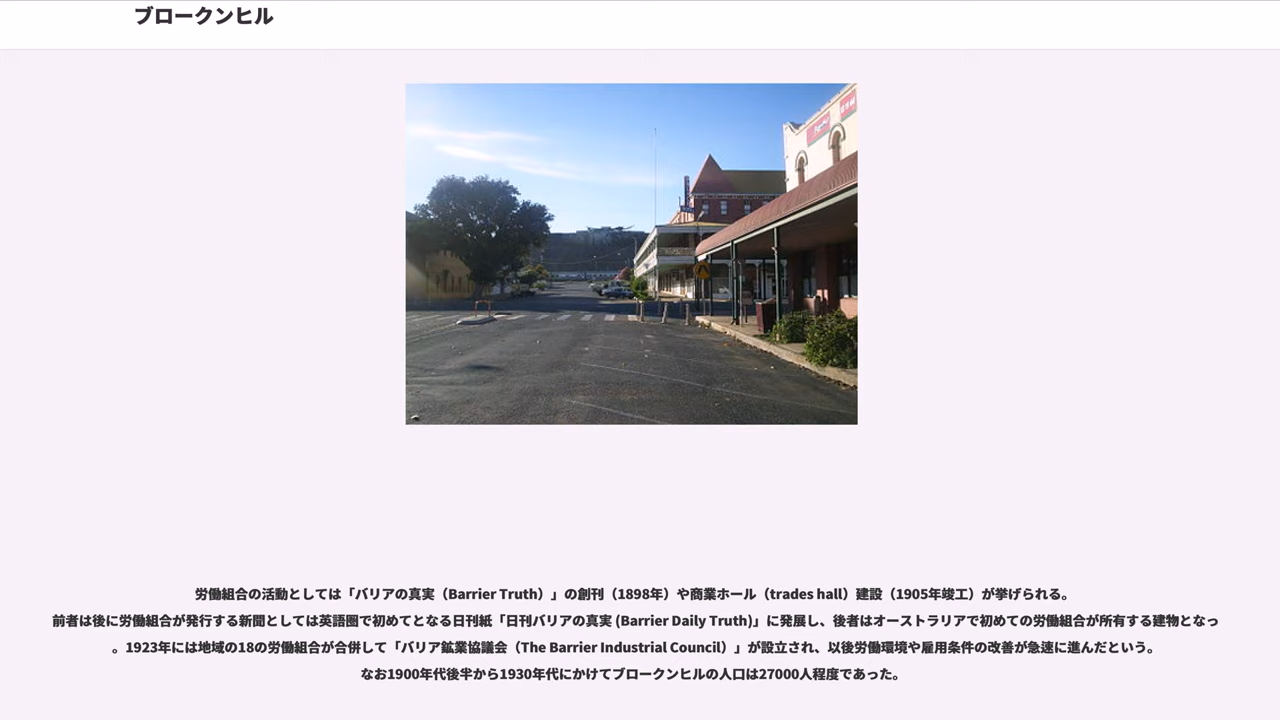 ブロークンヒル
労働組合の活動としては「バリアの真実（Barrier Truth）」の創刊（1898年）や商業ホール（trades hall）建設（1905年竣工）が挙げられる。
前者は後に労働組合が発行する新聞としては英語圏で初めてとなる日刊紙「日刊バリアの真実 (Barrier Daily Truth)」に発展し、後者はオーストラリアで初めての労働組合が所有する建物となっ
。1923年には地域の18の労働組合が合併して「バリア鉱業協議会（The Barrier Industrial Council）」が設立され、以後労働環境や雇用条件の改善が急速に進んだという。
なお1900年代後半から1930年代にかけてブロークンヒルの人口は27000人程度であった。